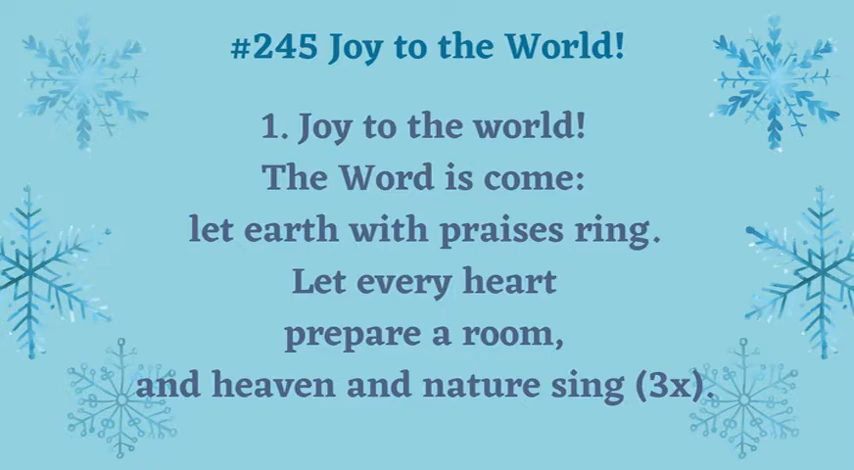 #245 Joy to the World!
1. Joy to the world!
The Word is come:
let earth with praises ring.
Let every heart
prepare a room,
and heaven and nature sing (3x).